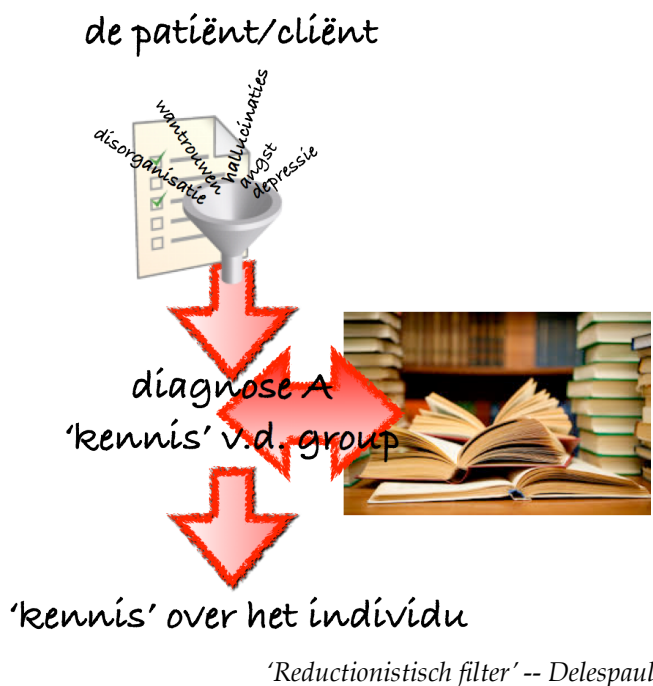 de patiënt/cliënt
disorganisatie
wantrouwen
hallucinaties
angst
depressie
diagnose A
‘kennis’ v.d. group
‘kennis’ over het individu
‘Reductionistisch filter’ -- Delespaul